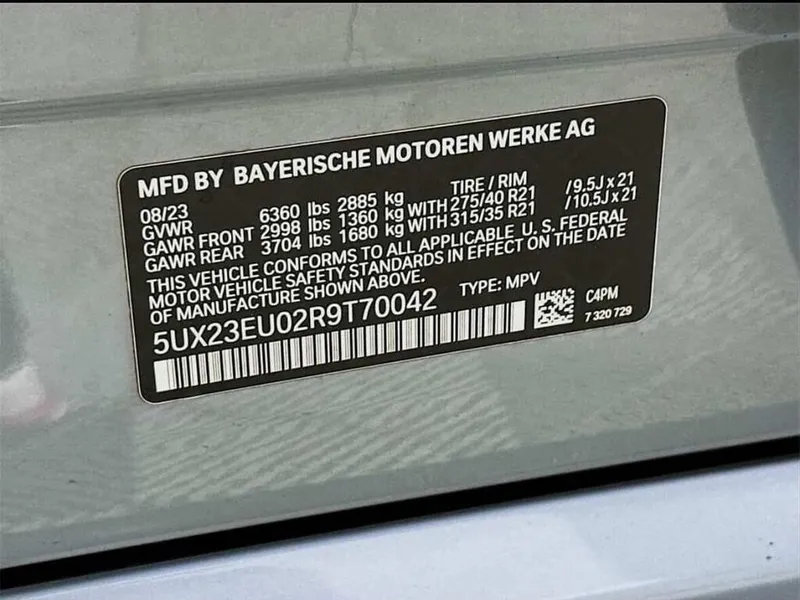 MFD BY BAYERISCHE MOTOREN WERKE AG
08/23 TIRE / RIM
GVWR 6360 lbs 2885 kg
GAWR FRONT 2998 lbs 1360 kg WITH 275/40 R21 /9.5J x 21
GAWR REAR 3704 lbs 1680 kg WITH 315/35 R21 /10.5J x 21
THIS VEHICLE CONFORMS TO ALL APPLICABLE U. S. FEDERAL
MOTOR VEHICLE SAFETY STANDARDS IN EFFECT ON THE DATE
OF MANUFACTURE SHOWN ABOVE.
5UX23EU02R9T70042 TYPE: MPV C4PM
7 320 729